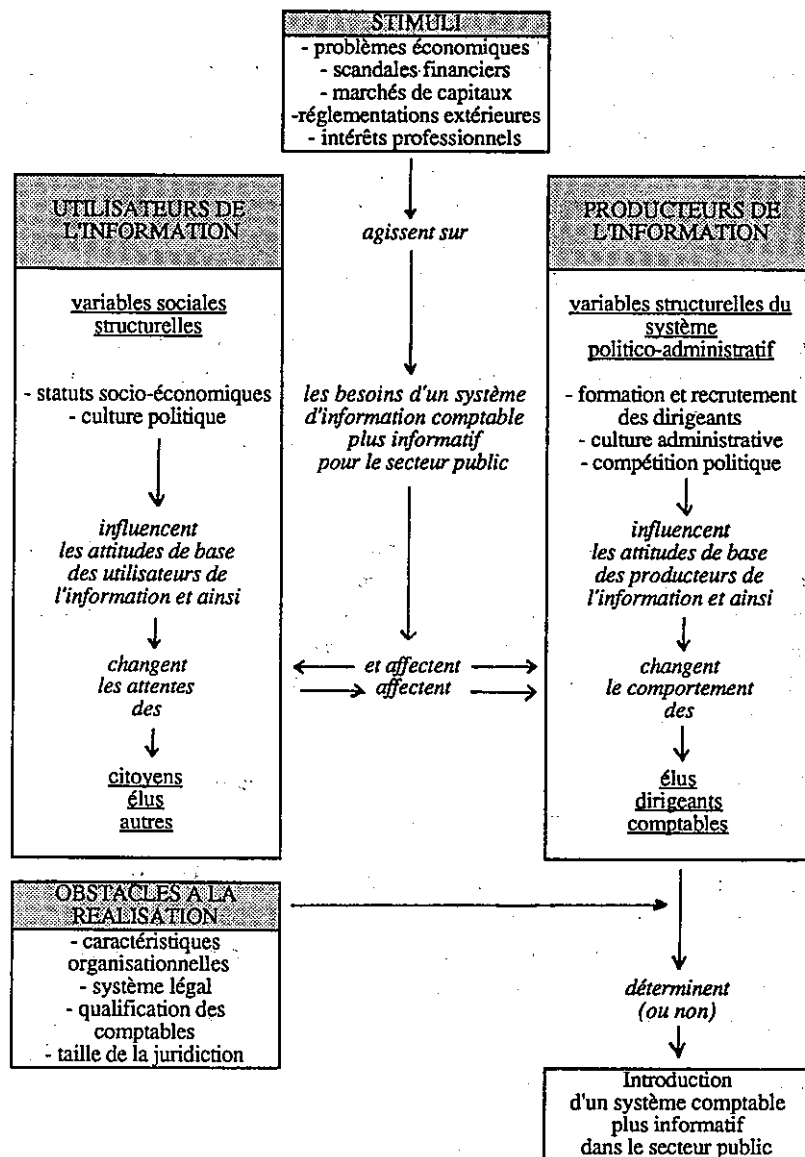 STIMULI
- problèmes économiques
- scandales financiers
- marchés de capitaux
-réglementations extérieures
- intérêts professionnels
agissent sur
les besoins d'un système
d'information comptable
plus informatif
pour le secteur public
et affectent
affectent
UTILISATEURS DE
L'INFORMATION
variables sociales
structurelles
- statuts socio-économiques
- culture politique
influencent
les attitudes de base
des utilisateurs de
l'information et ainsi
changent
les attentes
des
citoyens
élus
autres
PRODUCTEURS DE
L'INFORMATION
variables structurelles du
système
politico-administratif
- formation et recrutement
des dirigeants
- culture administrative
- compétition politique
influencent
les attitudes de base
des producteurs de
l'information et ainsi
changent
le comportement
des
élus
dirigeants
comptables
OBSTACLES A LA
REALISATION
- caractéristiques
organisationnelles
- système légal
- qualification des
comptables
- taille de la juridiction
déterminent
(ou non)
Introduction
d'un système comptable
plus informatif
dans le secteur public